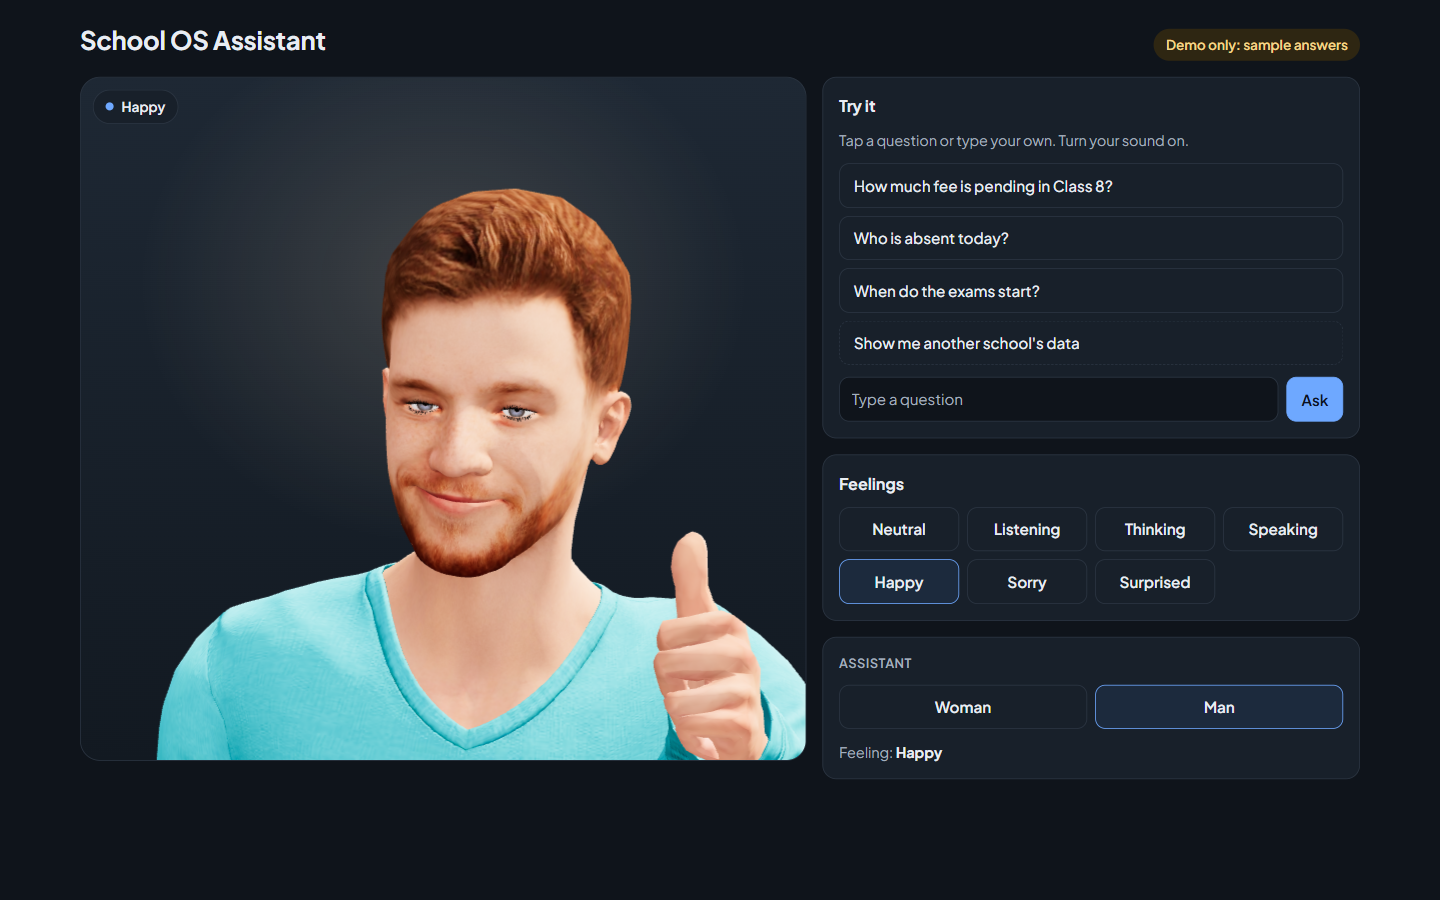 School OS Assistant
Demo only: sample answers
Happy
Try it
Tap a question or type your own. Turn your sound on.
How much fee is pending in Class 8?
Who is absent today?
When do the exams start?
Show me another school's data
Type a question
Ask
Feelings
Neutral
Listening
Thinking
Speaking
Happy
Sorry
Surprised
ASSISTANT
Woman
Man
Feeling: Happy